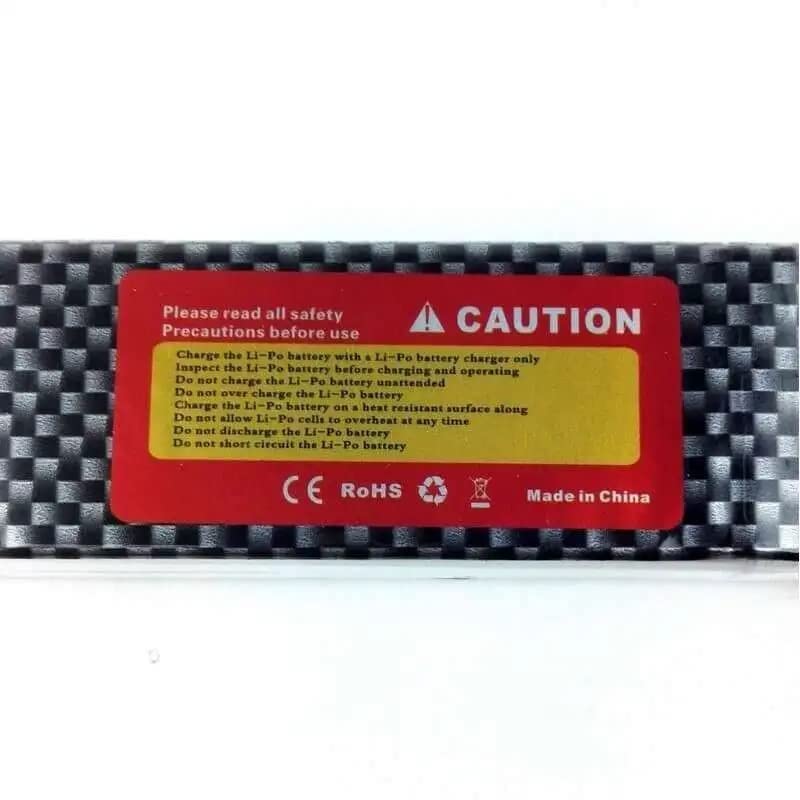 Please read all safety
Precautions before use
CAUTION
Charge the Li-Po battery with a Li-Po battery charger only
Inspect the Li-Po battery before charging and operating
Do not charge the Li-Po battery unattended
Do not over charge the Li-Po battery
Charge the Li-Po battery on a heat resistant surface along
Do not allow Li-Po cells to overheat at any time
Do not discharge the Li-Po battery
Do not short circuit the Li-Po battery
CE RoHS Made in China